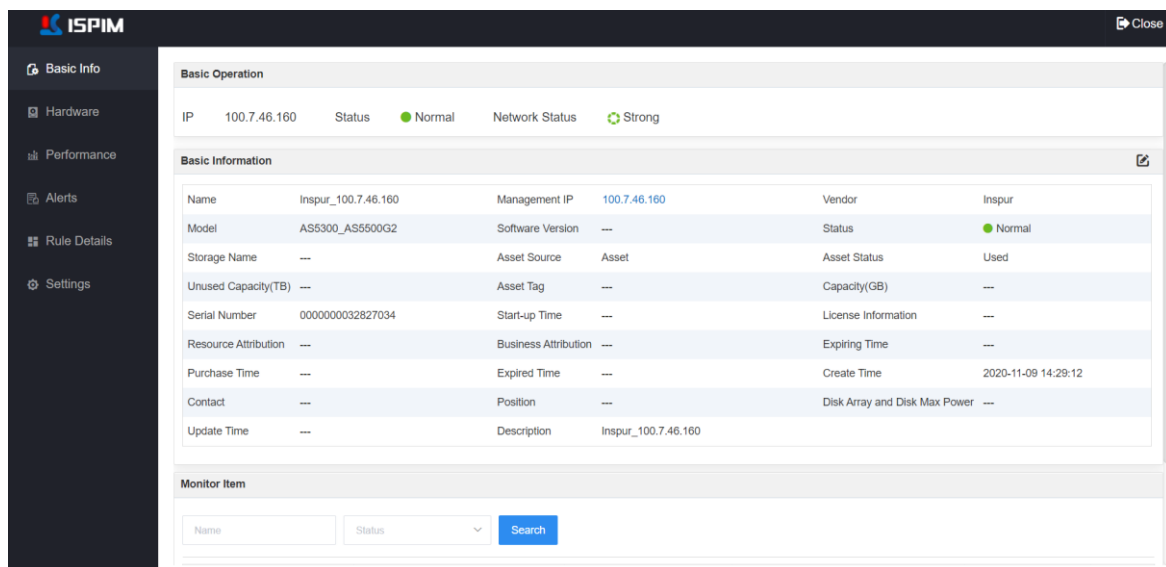 ISPIM
Close
Basic Info
Hardware
Performance
Alerts
Rule Details
Settings
Basic Operation
IP 100.7.46.160 Status Normal Network Status Strong
Basic Information
Name Inspur_100.7.46.160 Management IP 100.7.46.160 Vendor Inspur
Model AS5300_AS5500G2 Software Version --- Status Normal
Storage Name --- Asset Source Asset Asset Status Used
Unused Capacity(TB) --- Asset Tag --- Capacity(GB) ---
Serial Number 0000000032827034 Start-up Time --- License Information ---
Resource Attribution --- Business Attribution --- Expiring Time ---
Purchase Time --- Expired Time --- Create Time 2020-11-09 14:29:12
Contact --- Position --- Disk Array and Disk Max Power ---
Update Time --- Description Inspur_100.7.46.160
Monitor Item
Name Status Search